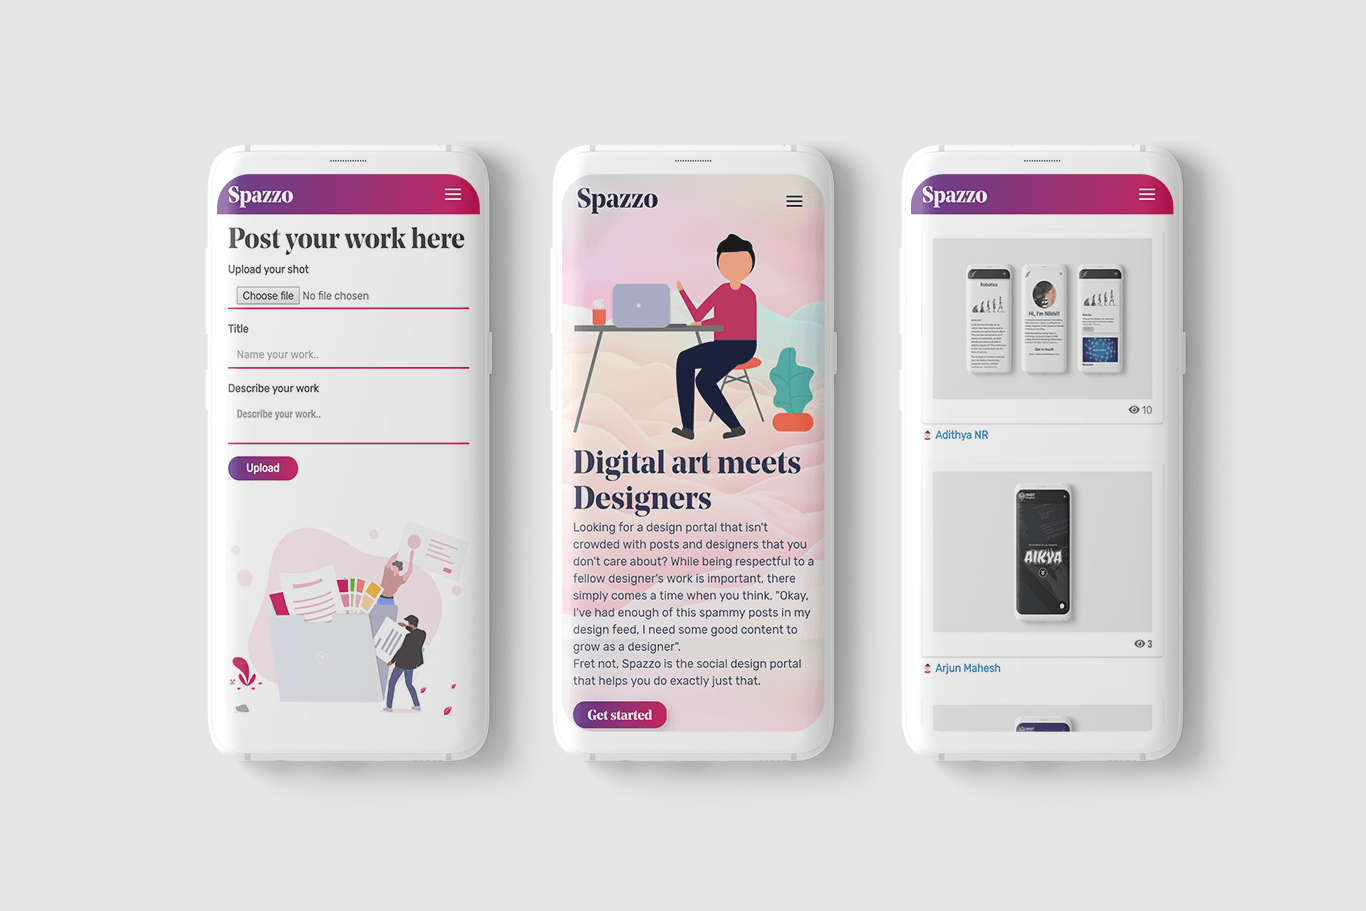 Spazzo
Post your work here
Upload your shot
Choose file No file chosen
Title
Name your work..
Describe your work
Describe your work..
Upload
Spazzo
Digital art meets
Designers
Looking for a design portal that isn't
crowded with posts and designers that you
don't care about? While being respectful to a
fellow designer's work is important, there
simply comes a time when you think, "Okay,
I've had enough of this spammy posts in my
design feed, I need some good content to
grow as a designer".
Fret not, Spazzo is the social design portal
that helps you do exactly just that.
Get started
Spazzo
Robotics
Hi, I'm Nikhil!
Get in touch
10
Adithya NR
AIKYA
3
Arjun Mahesh